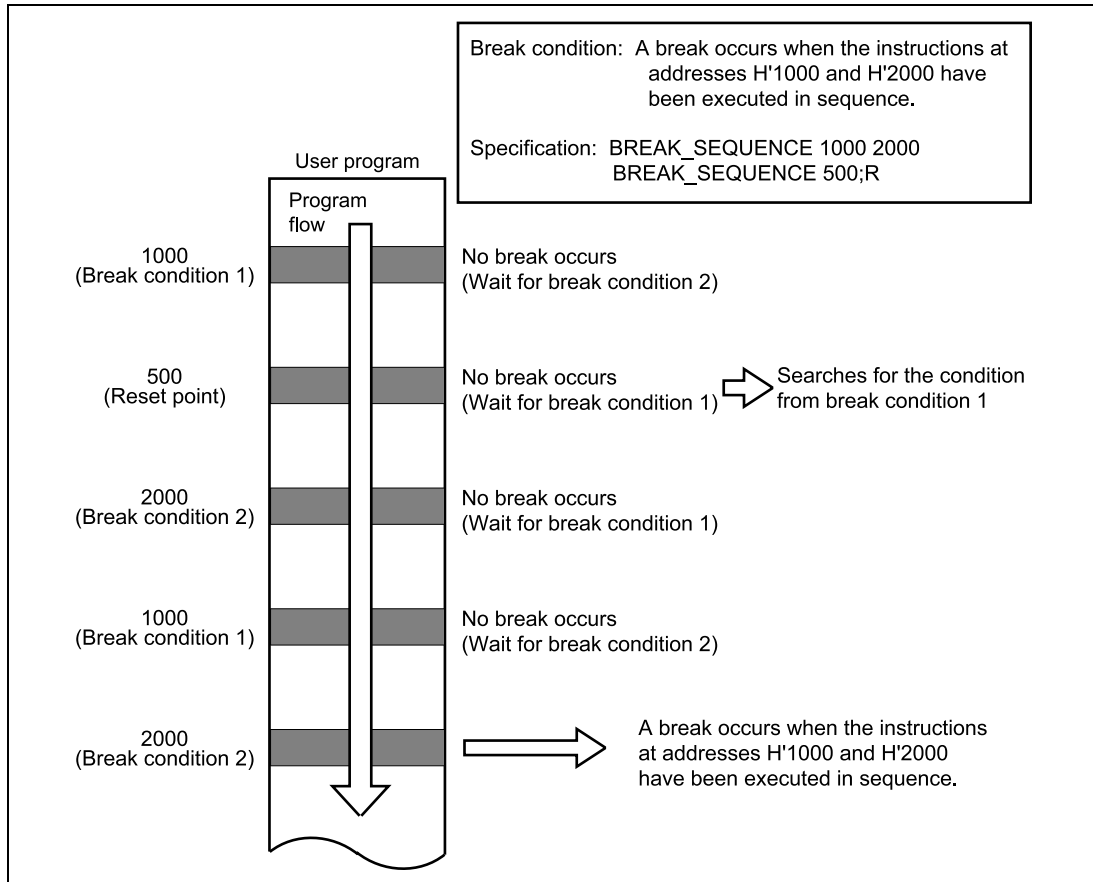 Break condition: A break occurs when the instructions at
addresses H'1000 and H'2000 have
been executed in sequence.
Specification: BREAK_SEQUENCE 1000 2000
BREAK_SEQUENCE 500;R
User program
Program
flow
1000
(Break condition 1)
No break occurs
(Wait for break condition 2)
500
(Reset point)
No break occurs
(Wait for break condition 1)
Searches for the condition
from break condition 1
2000
(Break condition 2)
No break occurs
(Wait for break condition 1)
1000
(Break condition 1)
No break occurs
(Wait for break condition 2)
2000
(Break condition 2)
A break occurs when the instructions
at addresses H'1000 and H'2000
have been executed in sequence.